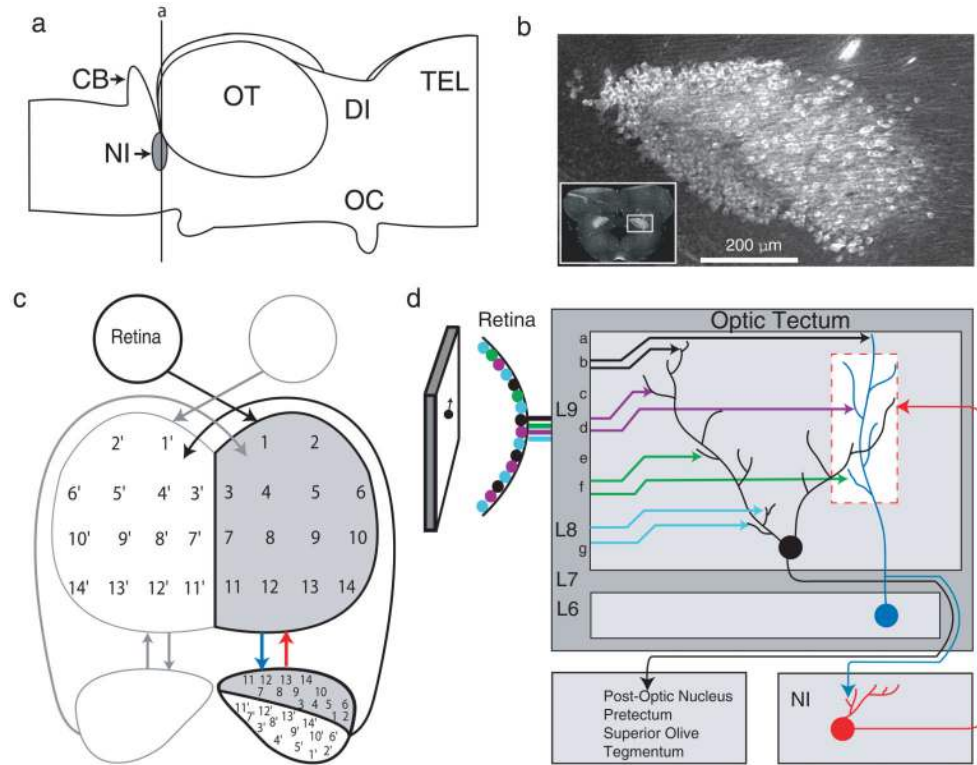 a
a
CB
OT
DI
TEL
NI
OC
b
200 µm
c
Retina
2' 1' 1 2
6' 5' 4' 3' 3 4 5 6
10' 9' 8' 7' 7 8 9 10
14' 13' 12' 11' 11 12 13 14
11 12 13 14
7 8 9 10
3 4 5 6
1 2
11' 12' 13' 14'
7' 8' 9' 10'
3' 4' 5' 6'
1' 2'
d
Retina
Optic Tectum
a
b
c
L9
d
e
f
L8
g
L7
L6
Post-Optic Nucleus
Pretectum
Superior Olive
Tegmentum
NI